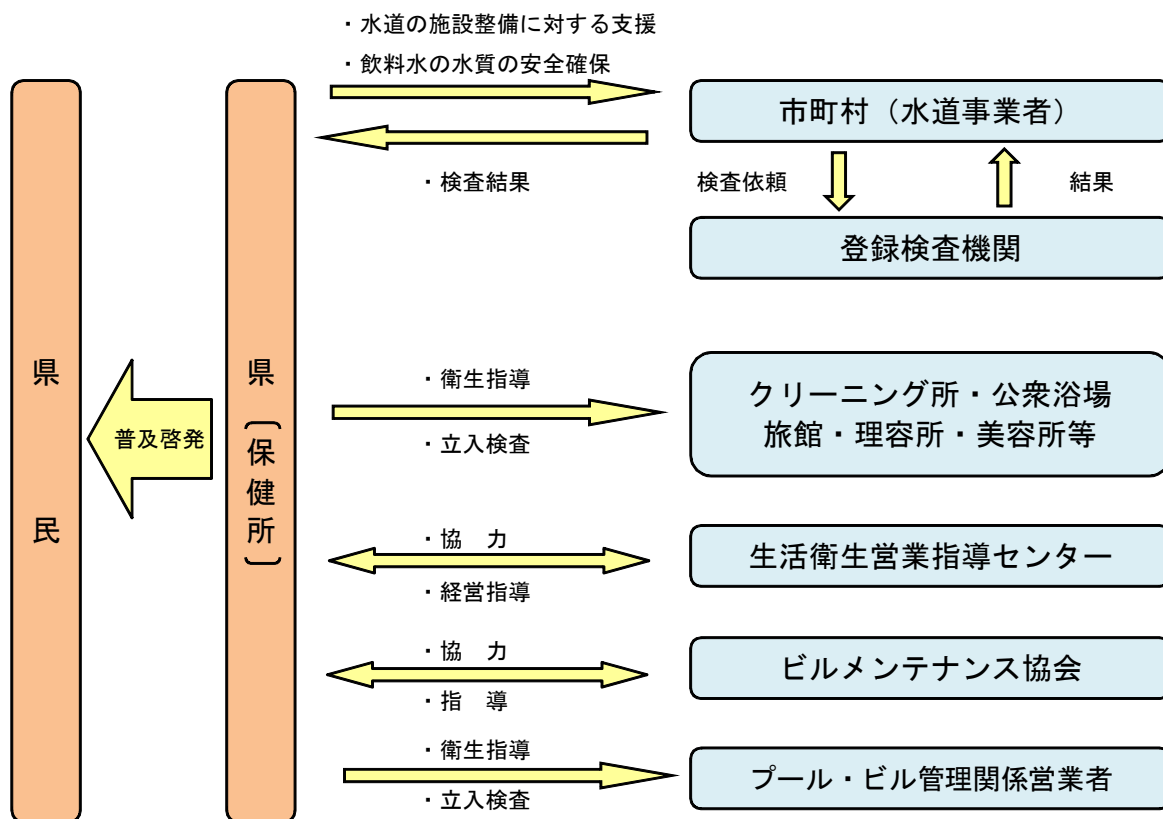 ・水道の施設整備に対する支援
・飲料水の水質の安全確保
市町村（水道事業者）
・検査結果
検査依頼
結果
登録検査機関
県民
普及啓発
県〔保健所〕
・衛生指導
・立入検査
クリーニング所・公衆浴場
旅館・理容所・美容所等
・協　力
・経営指導
生活衛生営業指導センター
・協　力
・指　導
ビルメンテナンス協会
・衛生指導
・立入検査
プール・ビル管理関係営業者